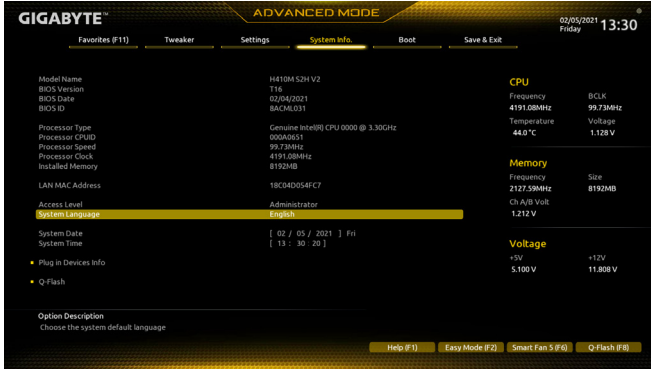 GIGABYTE™
ADVANCED MODE
02/05/2021 Friday 13:30
Favorites (F11) Tweaker Settings System Info. Boot Save & Exit
Model Name H410M S2H V2
BIOS Version T16
BIOS Date 02/04/2021
BIOS ID 8ACML031
Processor Type Genuine Intel(R) CPU 0000 @ 3.30GHz
Processor CPUID 000A0651
Processor Speed 99.73MHz
Processor Clock 4191.08MHz
Installed Memory 8192MB
LAN MAC Address 18C04D054FC7
Access Level Administrator
System Language English
System Date [ 02 / 05 / 2021 ] Fri
System Time [ 13 : 30 : 20 ]
Plug in Devices Info
Q-Flash
Option Description
Choose the system default language
CPU
Frequency BCLK
4191.08MHz 99.73MHz
Temperature Voltage
44.0 °C 1.128 V
Memory
Frequency Size
2127.59MHz 8192MB
Ch A/B Volt
1.212 V
Voltage
+5V +12V
5.100 V 11.808 V
Help (F1) Easy Mode (F2) Smart Fan 5 (F6) Q-Flash (F8)